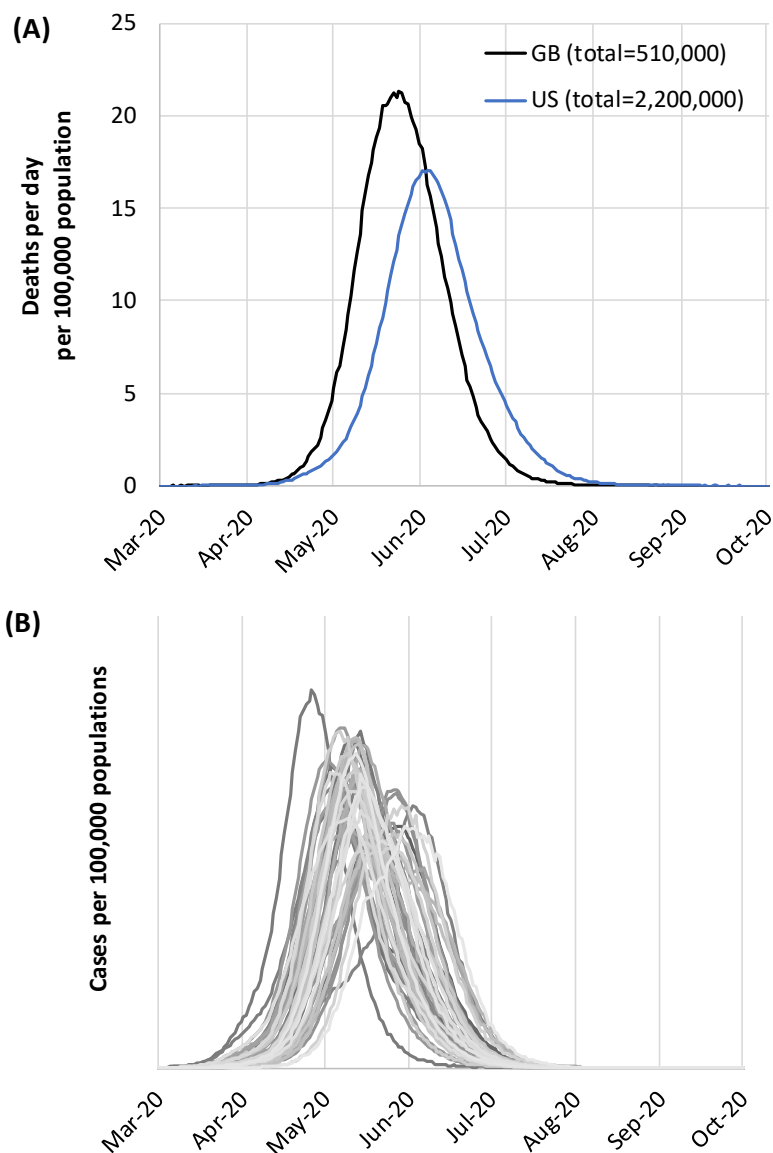 (A)
25
20
15
10
5
0
Deaths per day
per 100,000 population
GB (total=510,000)
US (total=2,200,000)
Mar-20
Apr-20
May-20
Jun-20
Jul-20
Aug-20
Sep-20
Oct-20
(B)
Cases per 100,000 populations
Mar-20
Apr-20
May-20
Jun-20
Jul-20
Aug-20
Sep-20
Oct-20